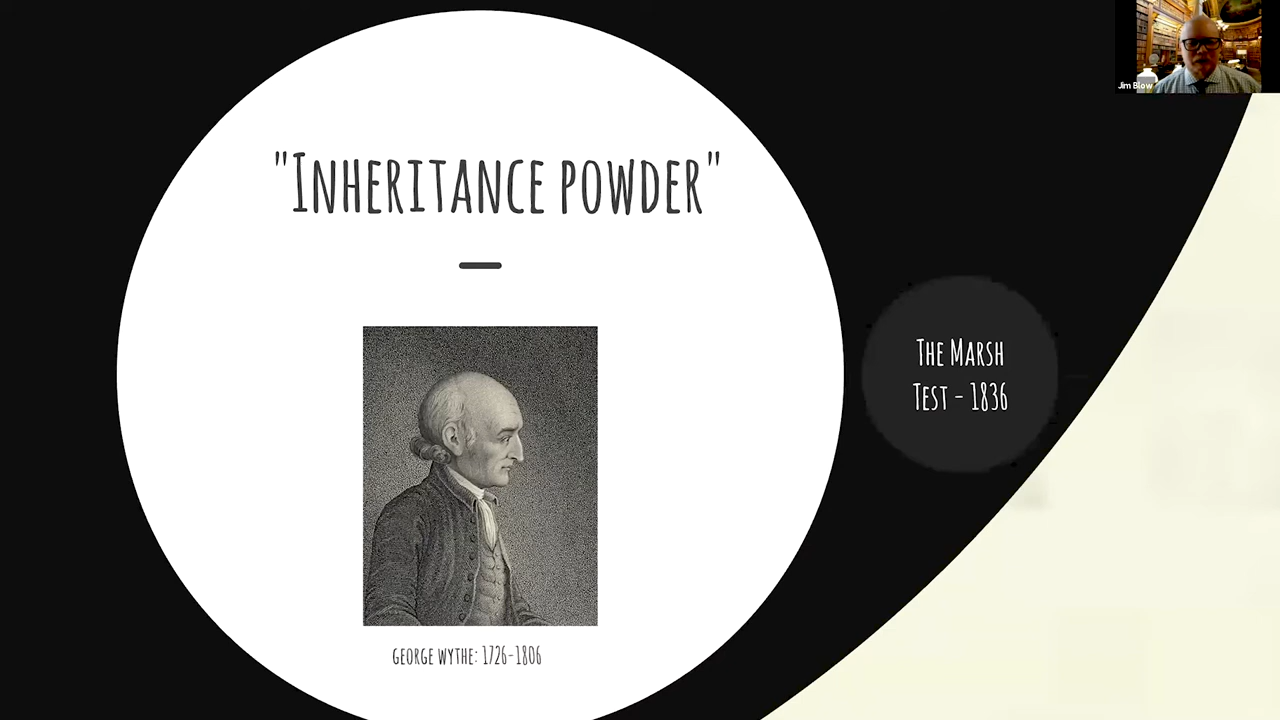 "Inheritance powder"
The Marsh
Test - 1836
George Wythe: 1726-1806
Jim Blow